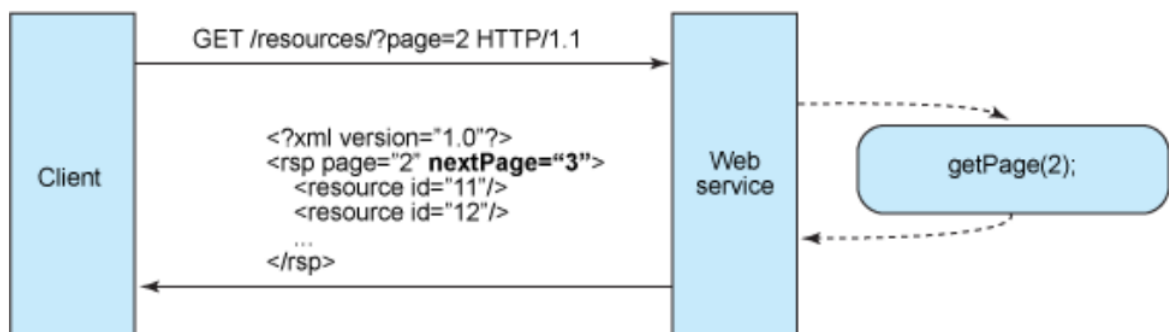 GET /resources/?page=2 HTTP/1.1
Client
<?xml version="1.0"?>
<rsp page="2" nextPage=“3”>
<resource id="11"/>
<resource id="12"/>
...
</rsp>
Web
service
getPage(2);